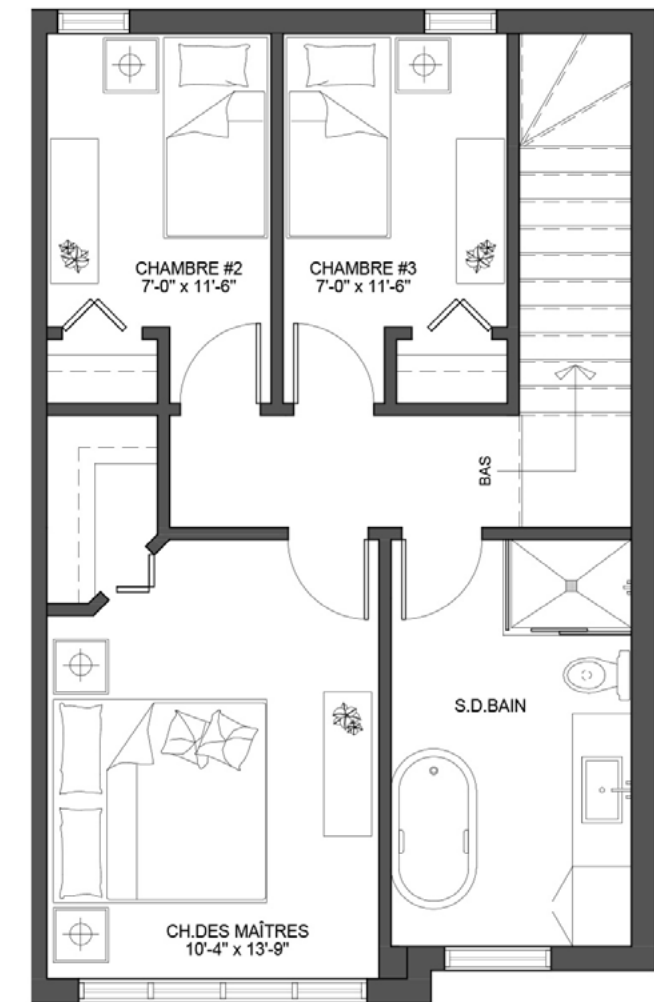 CHAMBRE #2
7'-0" x 11'-6"
CHAMBRE #3
7'-0" x 11'-6"
BAS
S.D.BAIN
CH.DES MAÎTRES
10'-4" x 13'-9"